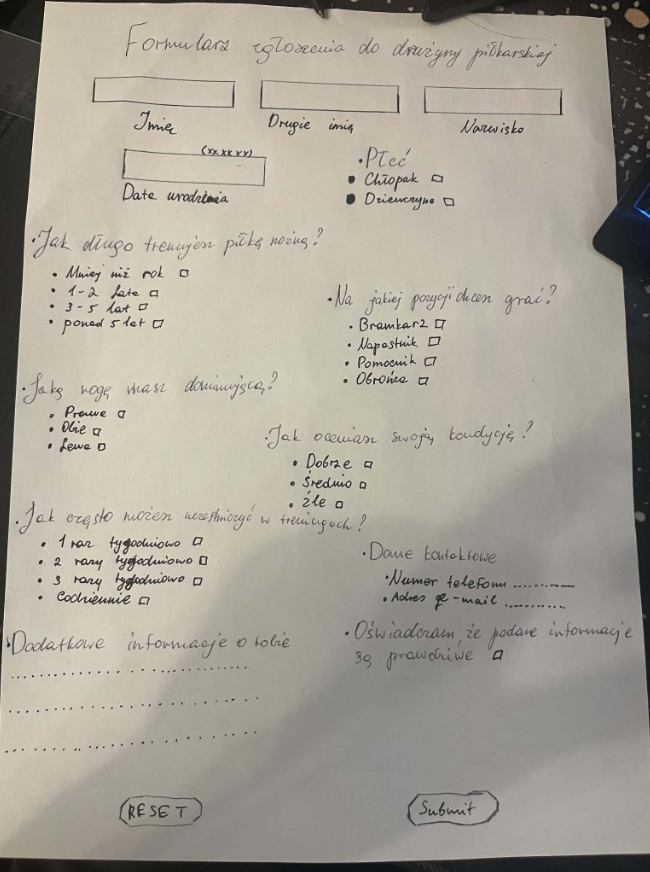 Formularz zgłoszenia do drużyny piłkarskiej
Imię
Drugie imię
Nazwisko
(xx.xx.xx)
Date urodzenia
• Płeć
• Chłopak
• Dziewczyna
• Jak długo trenujesz piłkę nożną?
• Mniej niż rok
• 1-2 lata
• 3-5 lat
• ponad 5 lat
• Na jakiej pozycji chcesz grać?
• Bramkarz
• Napastnik
• Pomocnik
• Obrońca
• Jaką nogę masz dominującą?
• Prawa
• Obie
• Lewa
• Jak oceniasz swoją kondycję?
• Dobrze
• Średnio
• Źle
• Jak często możesz uczestniczyć w treningach?
• 1 raz tygodniowo
• 2 razy tygodniowo
• 3 razy tygodniowo
• Codziennie
• Dane kontaktowe
• Numer telefonu ............
• Adres e-mail ............
• Dodatkowe informacje o tobie
• Oświadczam, że podane informacje
są prawdziwe
RESET
Submit